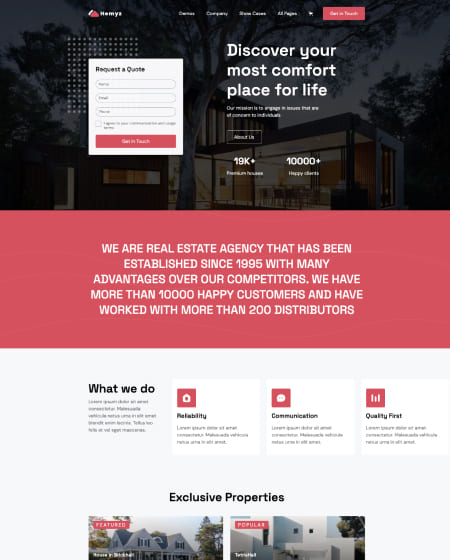 Hemyz
Demos
Company
Show Cases
All Pages
Get in Touch
Request a Quote
Name
Email
Phone
I agree to your communication and usage
terms.
Get in Touch
Discover your
most comfort
place for life
Our mission is to engage in issues that are
of concern to individuals
About Us
19K+
Premium houses
10000+
Happy clients
WE ARE REAL ESTATE AGENCY THAT HAS BEEN
ESTABLISHED SINCE 1995 WITH MANY
ADVANTAGES OVER OUR COMPETITORS. WE HAVE
MORE THAN 10000 HAPPY CUSTOMERS AND HAVE
WORKED WITH MORE THAN 200 DISTRIBUTORS
What we do
Lorem ipsum dolor sit amet
consectetur. Malesuada
vehicula netus urna in elit
blandit enim lacinia. Tellus leo
felis et vel eget maecenas.
Reliability
Lorem ipsum dolor sit amet
consectetur. Malesuada vehicula
netus urna in elit blandit.
Communication
Lorem ipsum dolor sit amet
consectetur. Malesuada vehicula
netus urna in elit blandit.
Quality First
Lorem ipsum dolor sit amet
consectetur. Malesuada vehicula
netus urna in elit blandit.
Exclusive Properties
FEATURED
House in Brickhall
POPULAR
TetrisHall